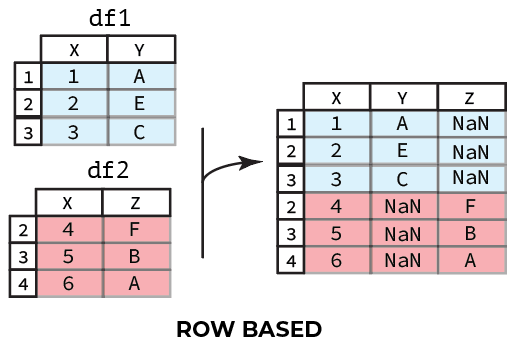 df1
X Y
1 1 A
2 2 E
3 3 C
df2
X Z
2 4 F
3 5 B
4 6 A
X Y Z
1 1 A NaN
2 2 E NaN
3 3 C NaN
2 4 NaN F
3 5 NaN B
4 6 NaN A
ROW BASED